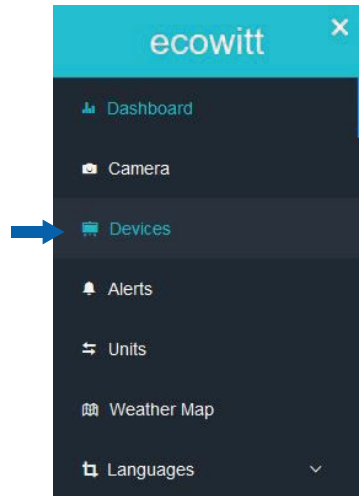 ecowitt
Dashboard
Camera
Devices
Alerts
Units
Weather Map
Languages